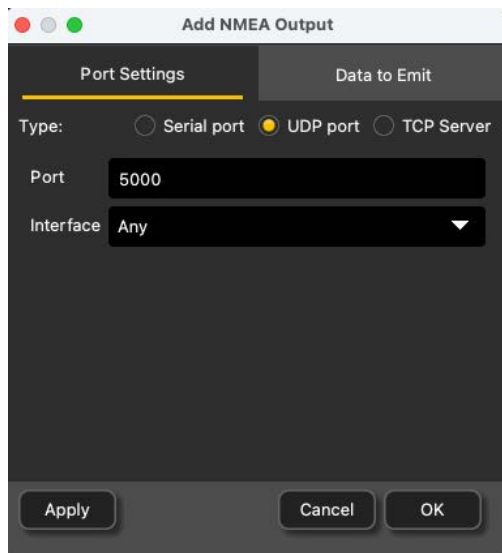 Add NMEA Output
Port Settings Data to Emit
Type: Serial port UDP port TCP Server
Port 5000
Interface Any
Apply Cancel OK